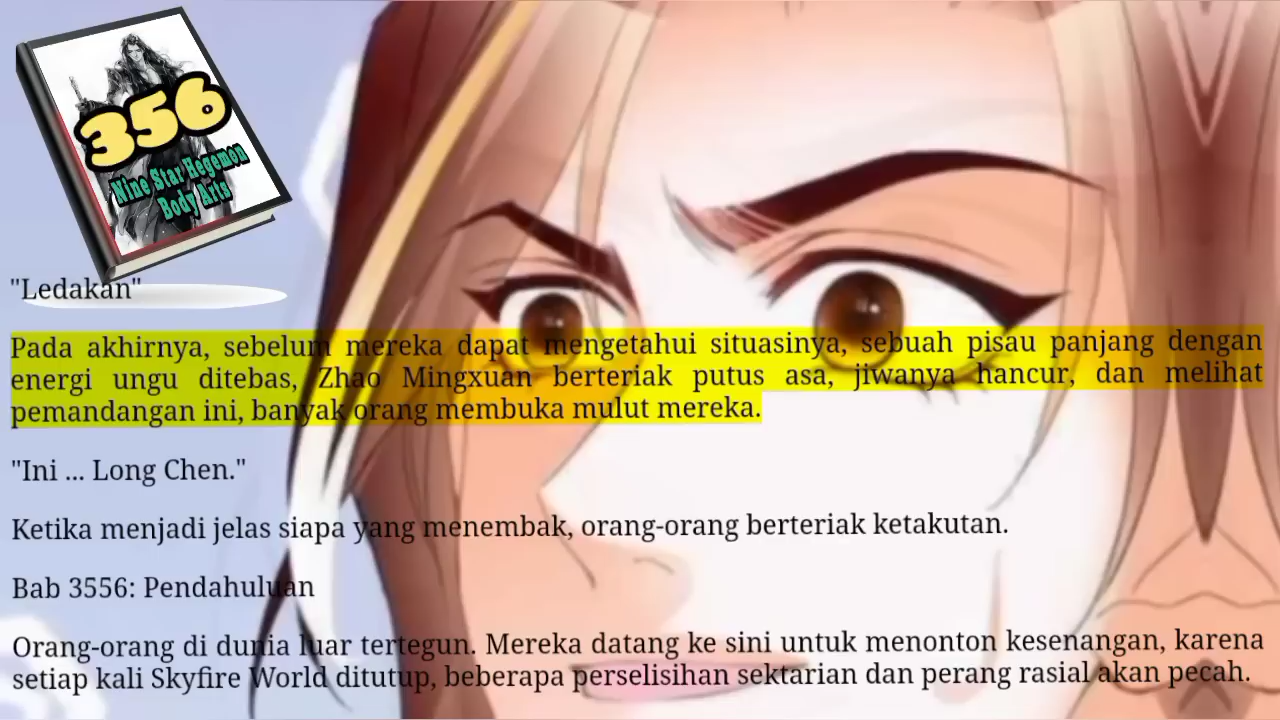 356
Nine Star Hegemon
Body Arts
"Ledakan"
Pada akhirnya, sebelum mereka dapat mengetahui situasinya, sebuah pisau panjang dengan
energi ungu ditebas, Zhao Mingxuan berteriak putus asa, jiwanya hancur, dan melihat
pemandangan ini, banyak orang membuka mulut mereka.
"Ini ... Long Chen."
Ketika menjadi jelas siapa yang menembak, orang-orang berteriak ketakutan.
Bab 3556: Pendahuluan
Orang-orang di dunia luar tertegun. Mereka datang ke sini untuk menonton kesenangan, karena
setiap kali Skyfire World ditutup, beberapa perselisihan sektarian dan perang rasial akan pecah.